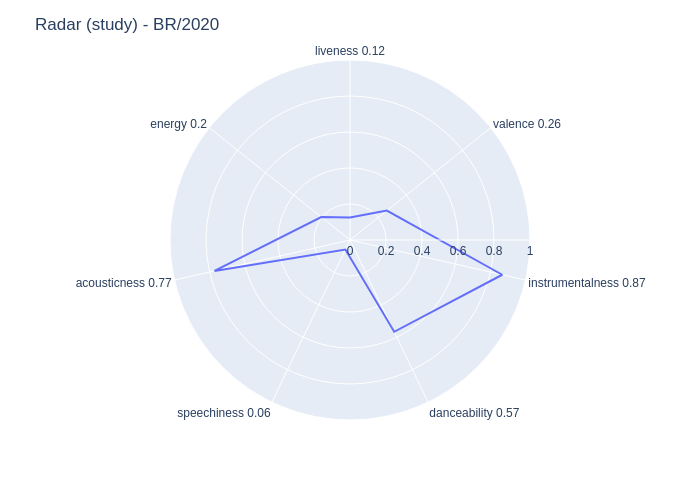 Radar (study) - BR/2020
liveness 0.12
energy 0.2
valence 0.26
0 0.2 0.4 0.6 0.8 1
acousticness 0.77
instrumentalness 0.87
speechiness 0.06
danceability 0.57